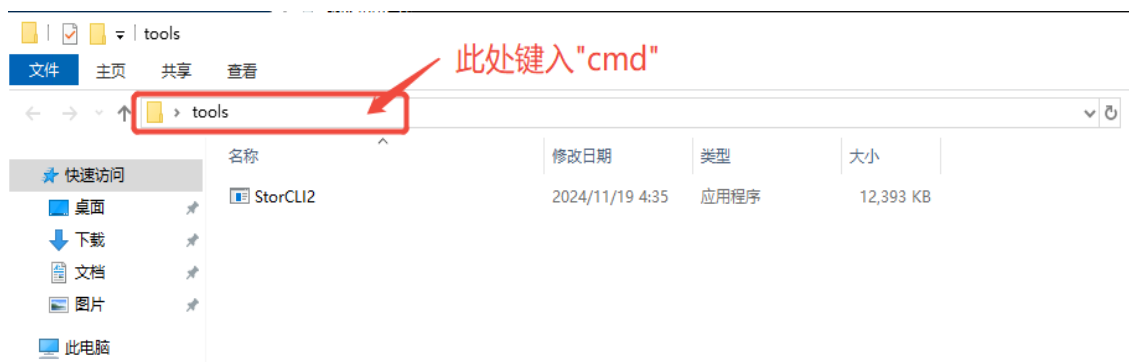 tools
此处键入"cmd"
文件 主页 共享 查看
tools
名称 修改日期 类型 大小
快速访问
StorCLI2 2024/11/19 4:35 应用程序 12,393 KB
桌面
下载
文档
图片
此电脑